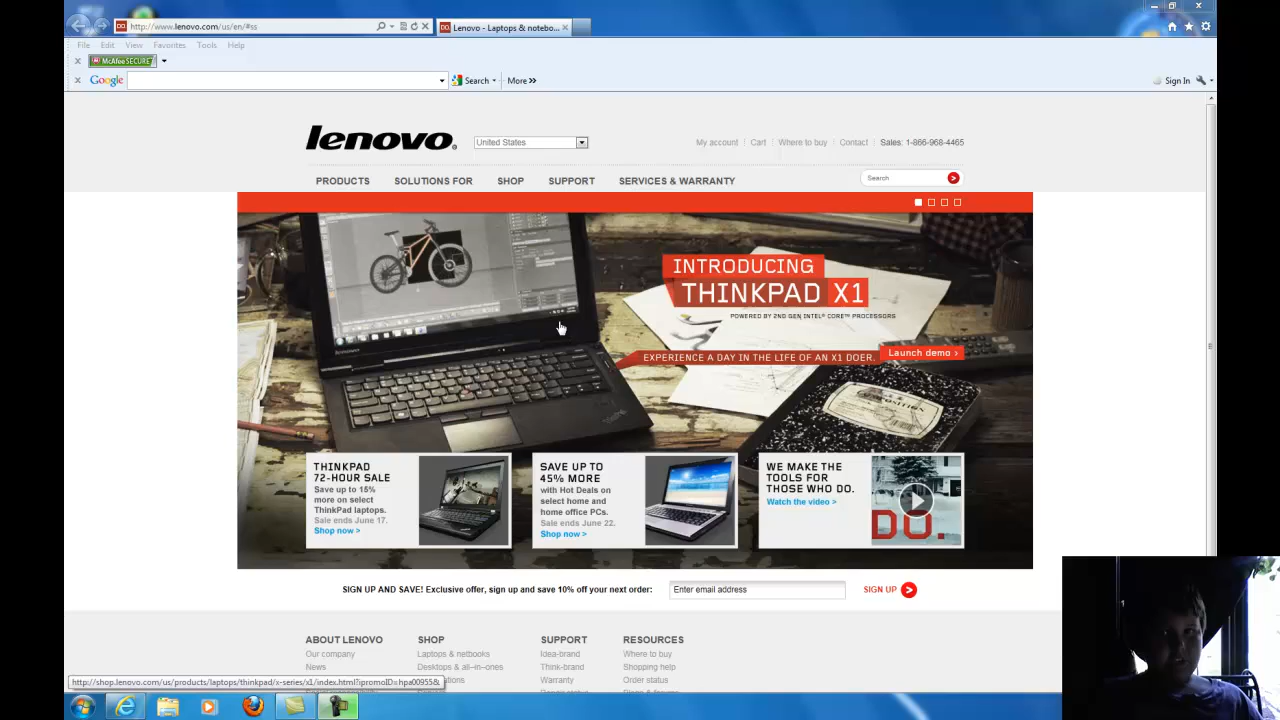 http://www.lenovo.com/us/en/#ss
Lenovo - Laptops & notebo...
File Edit View Favorites Tools Help
McAfee SECURE
Google Search More »
Sign In
lenovo
United States
My account Cart Where to buy Contact Sales: 1-866-968-4465
PRODUCTS SOLUTIONS FOR SHOP SUPPORT SERVICES & WARRANTY
Search
INTRODUCING
THINKPAD X1
POWERED BY 2ND GEN INTEL® CORE™ PROCESSORS
EXPERIENCE A DAY IN THE LIFE OF AN X1 DOER. Launch demo ›
THINKPAD
72-HOUR SALE
Save up to 15%
more on select
ThinkPad laptops.
Sale ends June 17.
Shop now >
SAVE UP TO
45% MORE
with Hot Deals on
select home and
home office PCs.
Sale ends June 22.
Shop now >
WE MAKE THE
TOOLS FOR
THOSE WHO DO.
Watch the video >
DO.
SIGN UP AND SAVE! Exclusive offer, sign up and save 10% off your next order:
Enter email address
SIGN UP
ABOUT LENOVO
Our company
News
SHOP
Laptops & netbooks
Desktops & all-in-ones
SUPPORT
Idea-brand
Think-brand
Warranty
RESOURCES
Where to buy
Shopping help
Order status
http://shop.lenovo.com/us/products/laptops/thinkpad/x-series/x1/index.html?ipromoID=hpa00955&